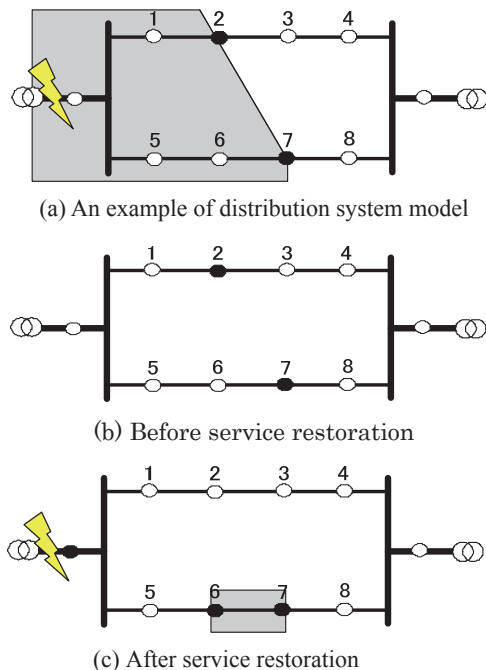 1 2 3 4
5 6 7 8
(a) An example of distribution system model
1 2 3 4
5 6 7 8
(b) Before service restoration
1 2 3 4
5 6 7 8
(c) After service restoration